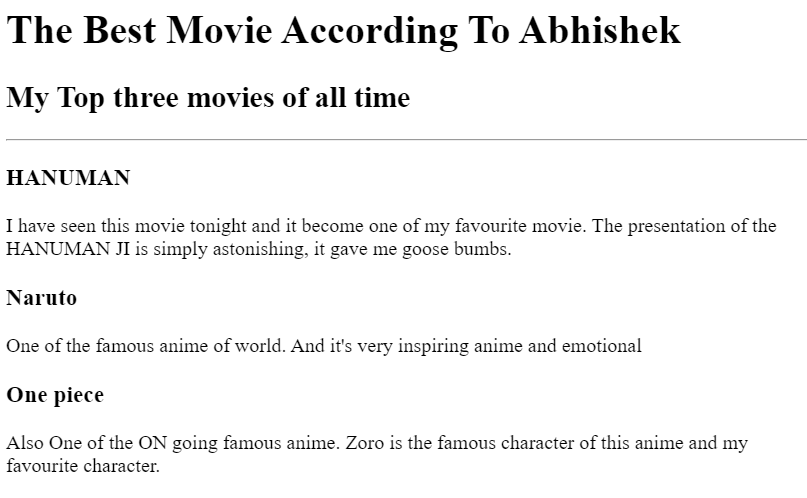 The Best Movie According To Abhishek
My Top three movies of all time
HANUMAN
I have seen this movie tonight and it become one of my favourite movie. The presentation of the
HANUMAN JI is simply astonishing, it gave me goose bumbs.
Naruto
One of the famous anime of world. And it's very inspiring anime and emotional
One piece
Also One of the ON going famous anime. Zoro is the famous character of this anime and my
favourite character.